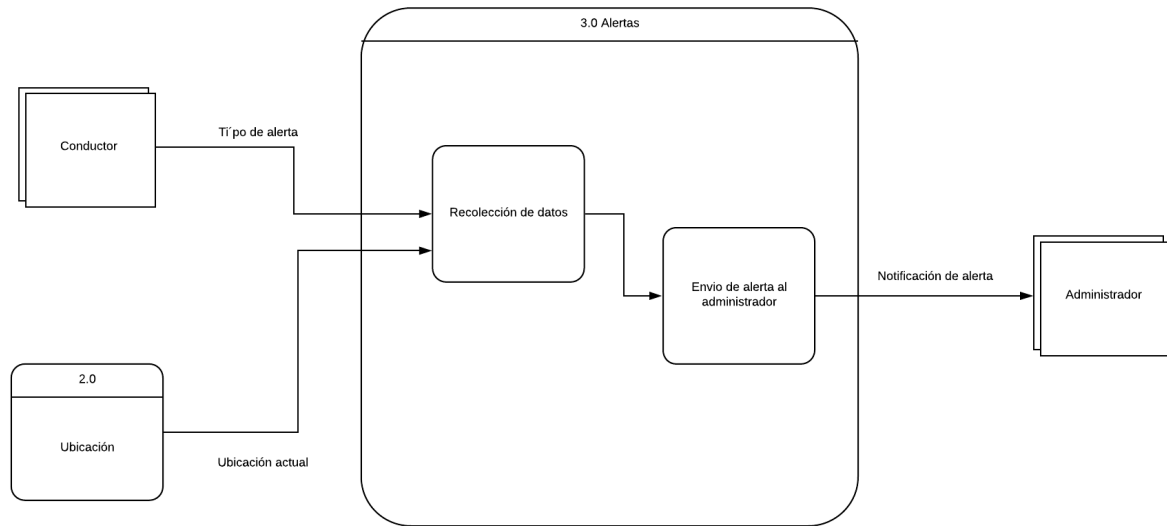 3.0 Alertas
Conductor
Ti´po de alerta
Recolección de datos
Envio de alerta al
administrador
Notificación de alerta
Administrador
2.0
Ubicación
Ubicación actual